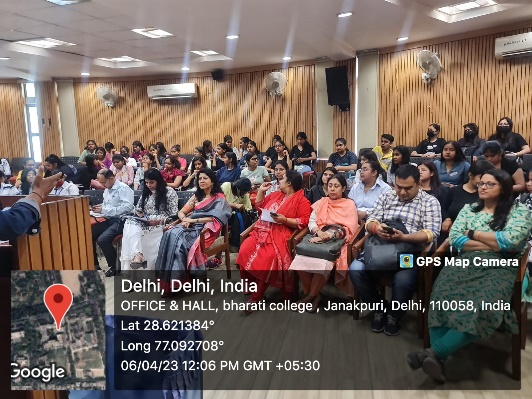 GPS Map Camera
Delhi, Delhi, India
OFFICE & HALL, bharati college , Janakpuri, Delhi, 110058, India
Lat 28.621384°
Long 77.092708°
06/04/23 12:06 PM GMT +05:30
Google